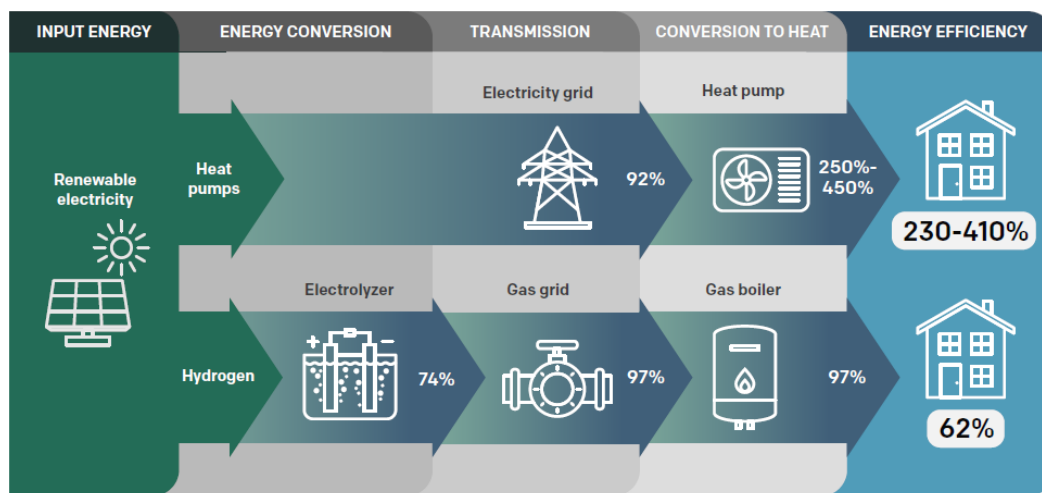 INPUT ENERGY
ENERGY CONVERSION
TRANSMISSION
CONVERSION TO HEAT
ENERGY EFFICIENCY
Renewable
electricity
Heat
pumps
Electricity grid
92%
Heat pump
250%-
450%
230-410%
Hydrogen
Electrolyzer
+ −
74%
Gas grid
97%
Gas boiler
97%
62%